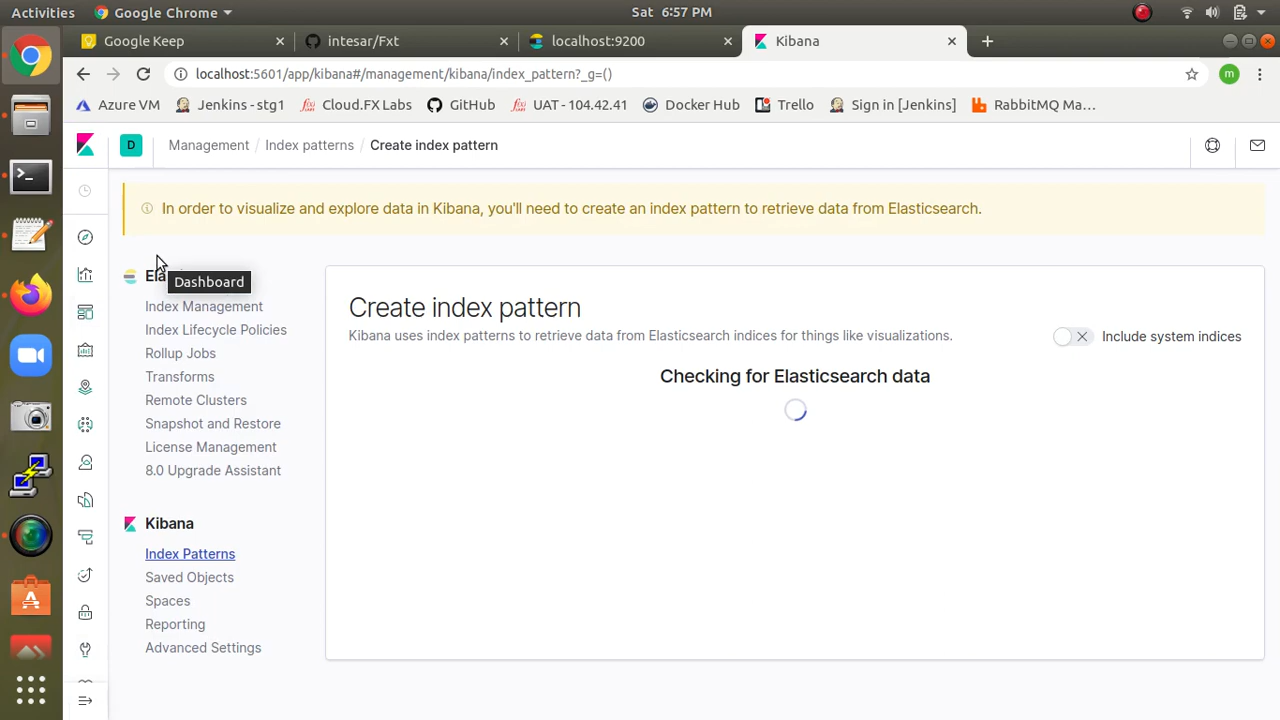 Activities
Google Chrome
Sat 6:57 PM
Google Keep
intesar/Fxt
localhost:9200
Kibana
localhost:5601/app/kibana#/management/kibana/index_pattern?_g=()
m
Azure VM
Jenkins - stg1
Cloud.FX Labs
GitHub
UAT - 104.42.41
Docker Hub
Trello
Sign in [Jenkins]
RabbitMQ Ma...
D
Management / Index patterns / Create index pattern
In order to visualize and explore data in Kibana, you'll need to create an index pattern to retrieve data from Elasticsearch.
Ela
Dashboard
Index Management
Index Lifecycle Policies
Rollup Jobs
Transforms
Remote Clusters
Snapshot and Restore
License Management
8.0 Upgrade Assistant
Kibana
Index Patterns
Saved Objects
Spaces
Reporting
Advanced Settings
Create index pattern
Kibana uses index patterns to retrieve data from Elasticsearch indices for things like visualizations.
Include system indices
Checking for Elasticsearch data